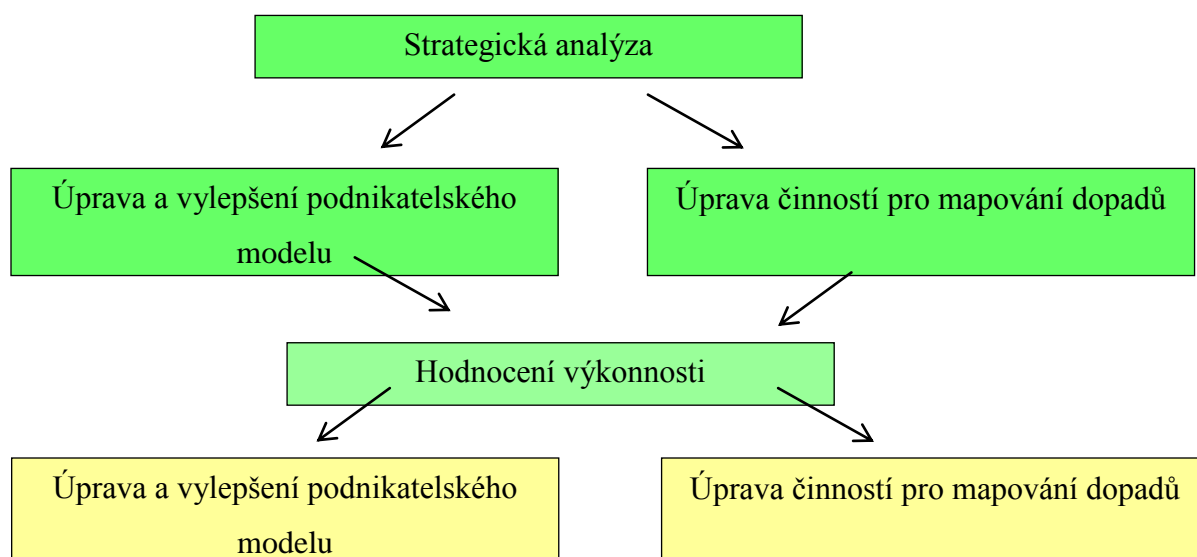 Strategická analýza
Úprava a vylepšení podnikatelského
modelu
Úprava činností pro mapování dopadů
Hodnocení výkonnosti
Úprava a vylepšení podnikatelského
modelu
Úprava činností pro mapování dopadů